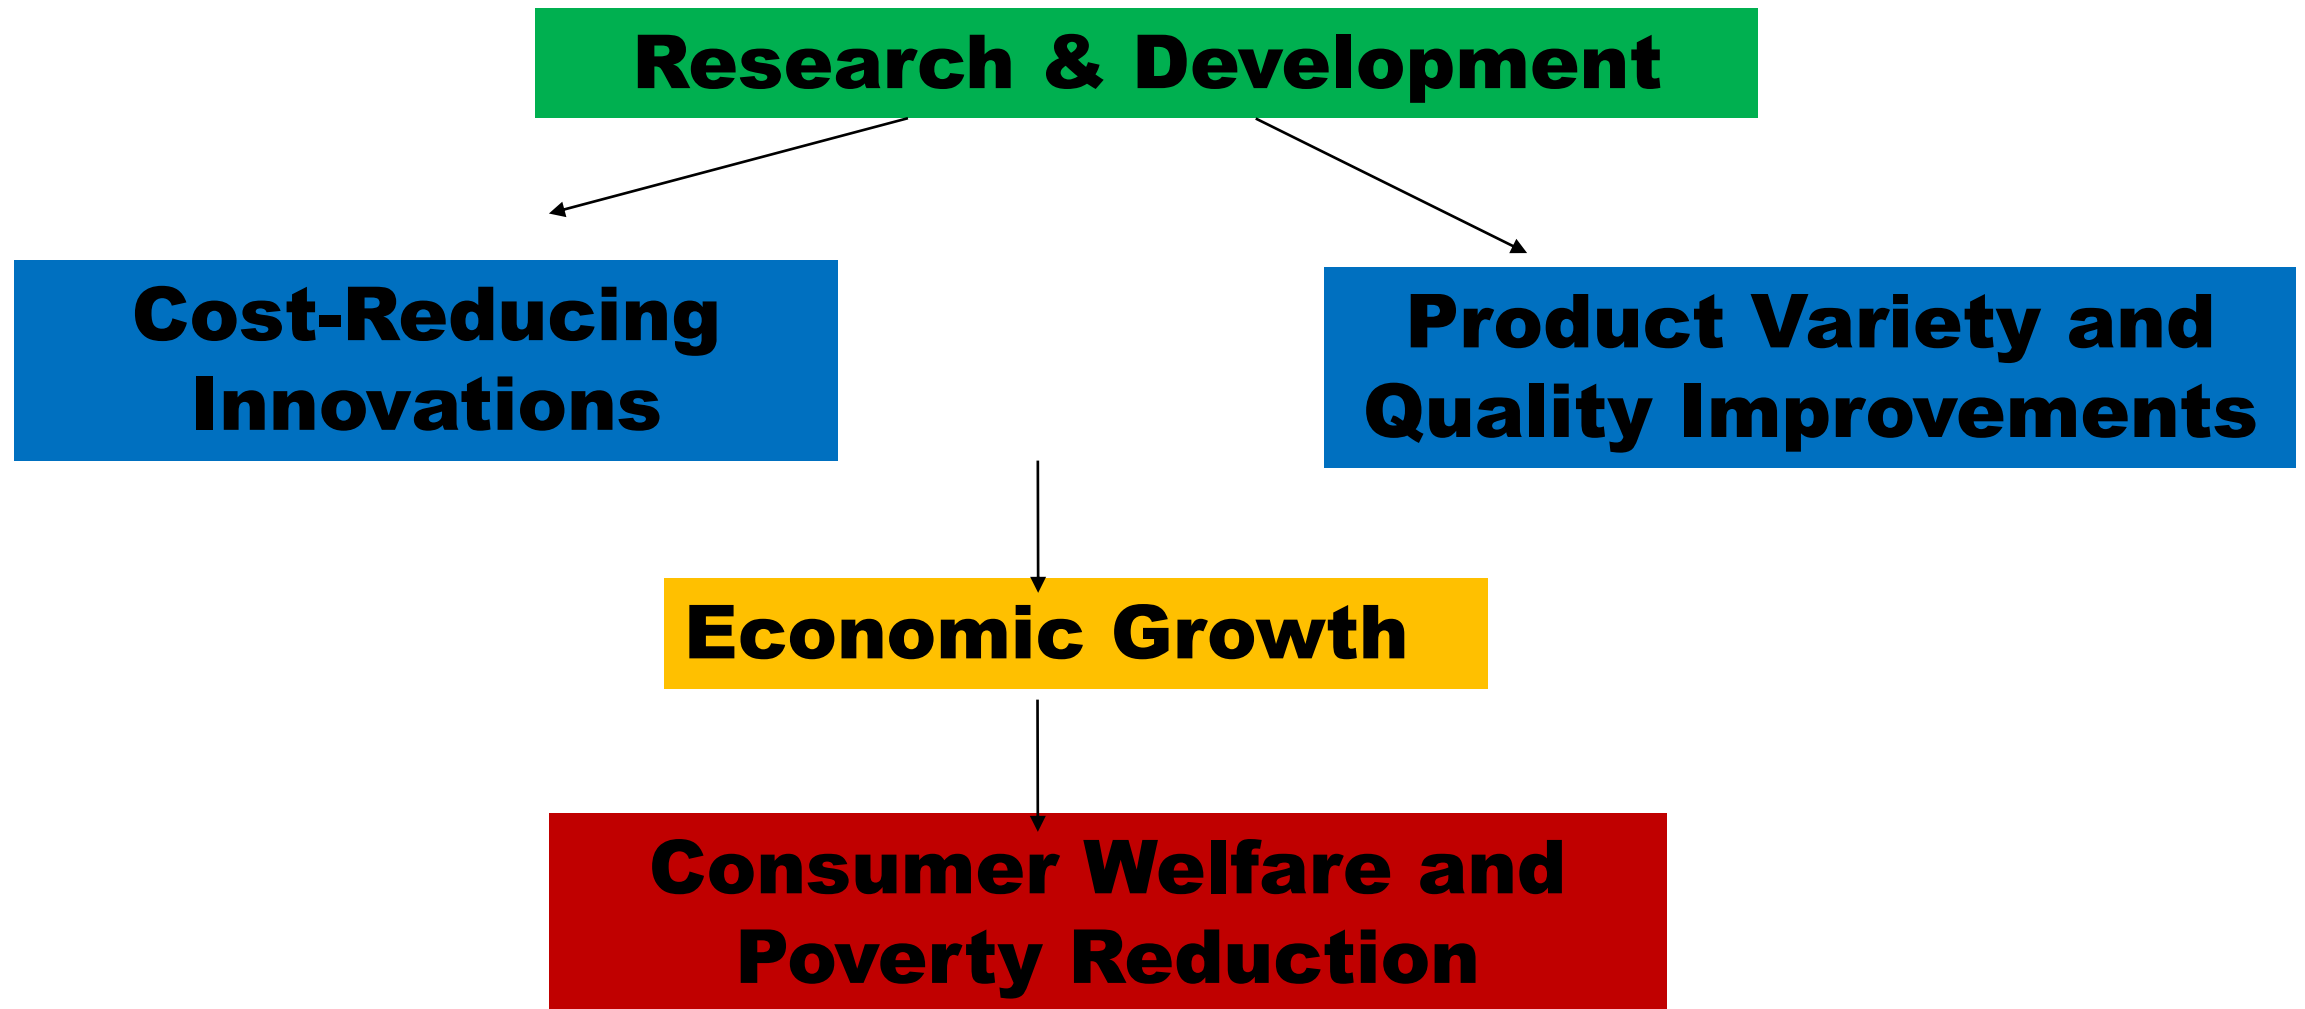 Research & Development
Cost-Reducing
Innovations
Product Variety and
Quality Improvements
Economic Growth
Consumer Welfare and
Poverty Reduction